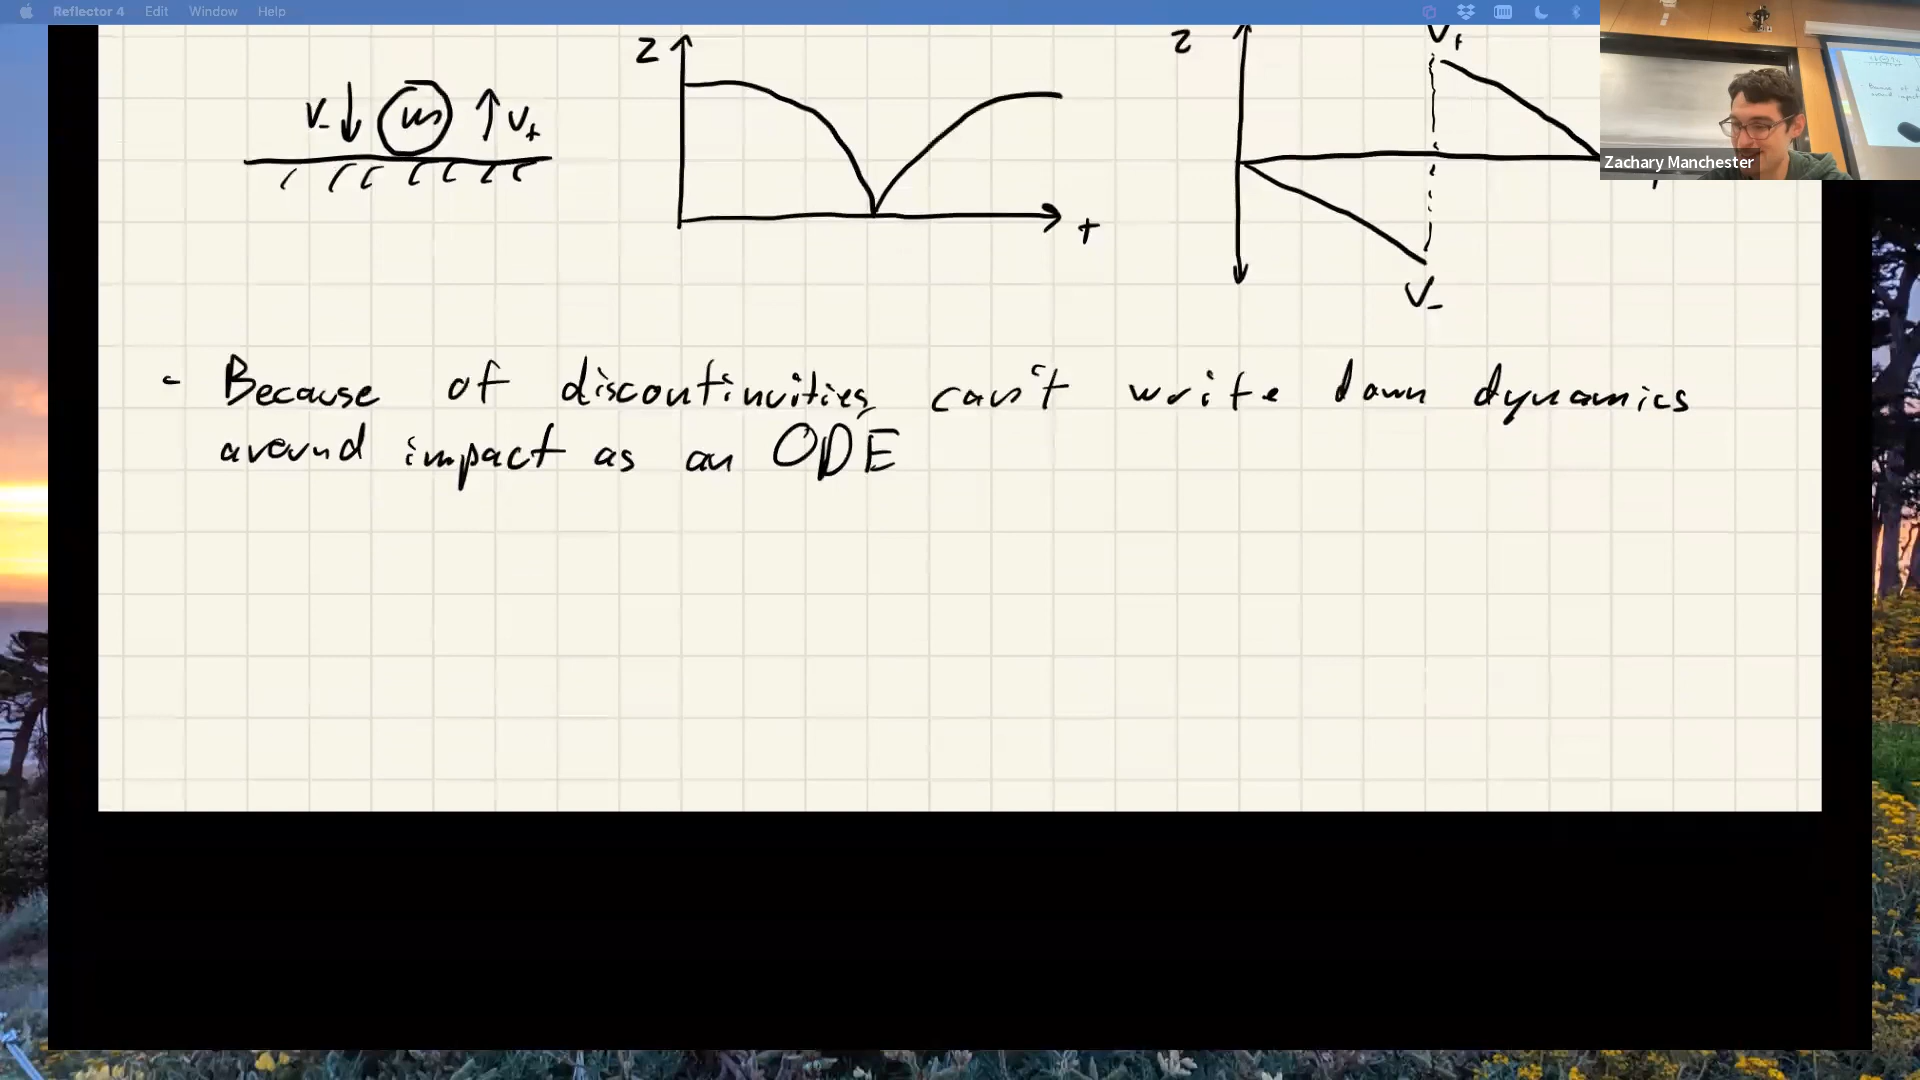 Reflector 4 Edit Window Help
Zachary Manchester
V- m V+
z
t
z
V+
V-
- Because of discontinuities, can't write down dynamics
around impact as an ODE